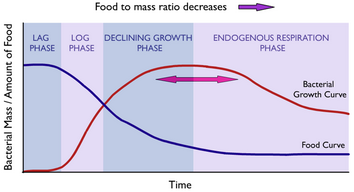 Food to mass ratio decreases
LAG
PHASE
LOG
PHASE
DECLINING GROWTH
PHASE
ENDOGENOUS RESPIRATION
PHASE
Bacterial Mass / Amount of Food
Bacterial
Growth Curve
Food Curve
Time